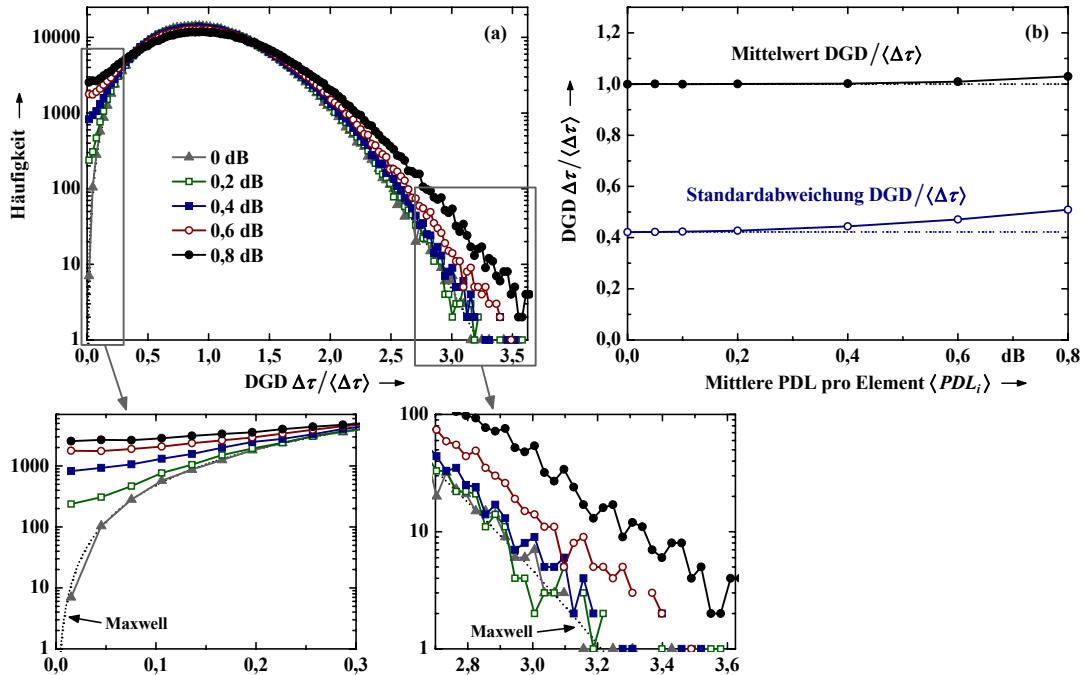 (a)
Häufigkeit
10000
1000
100
10
1
0 dB
0,2 dB
0,4 dB
0,6 dB
0,8 dB
0,0 0,5 1,0 1,5 2,0 2,5 3,0 3,5
DGD Δτ/⟨Δτ⟩
(b)
DGD Δτ/⟨Δτ⟩
1,2
1,0
0,8
0,6
0,4
0,2
0,0
Mittelwert DGD/⟨Δτ⟩
Standardabweichung DGD/⟨Δτ⟩
0,0 0,2 0,4 0,6 dB 0,8
Mittlere PDL pro Element ⟨PDLᵢ⟩
1000
100
10
1
Maxwell
0,0 0,1 0,2 0,3
100
10
1
Maxwell
2,8 3,0 3,2 3,4 3,6